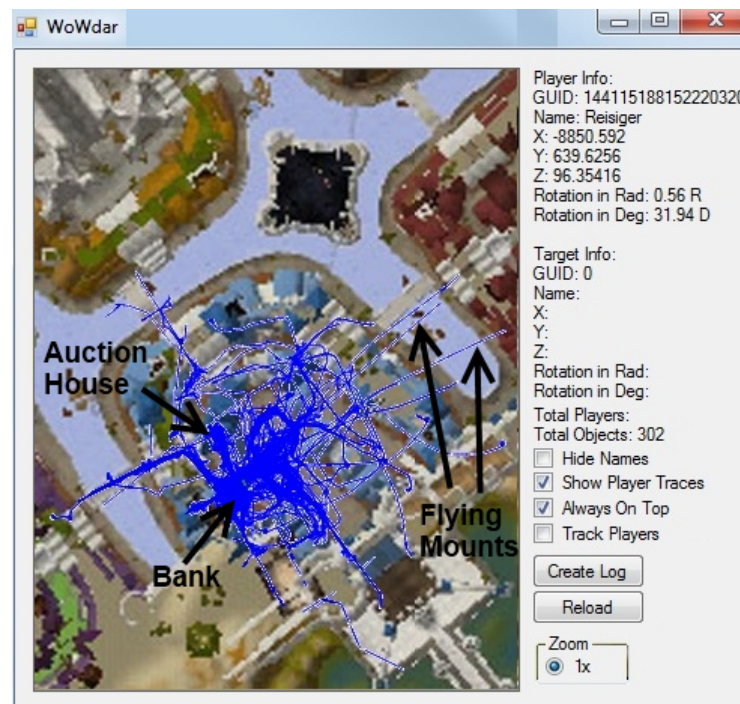 WoWdar
Player Info:
GUID: 144115188152220320
Name: Reisiger
X: -8850.592
Y: 639.6256
Z: 96.35416
Rotation in Rad: 0.56 R
Rotation in Deg: 31.94 D
Target Info:
GUID: 0
Name:
X:
Y:
Z:
Rotation in Rad:
Rotation in Deg:
Total Players:
Total Objects: 302
Hide Names
Show Player Traces
Always On Top
Track Players
Create Log
Reload
Zoom
1x
Auction
House
Bank
Flying
Mounts